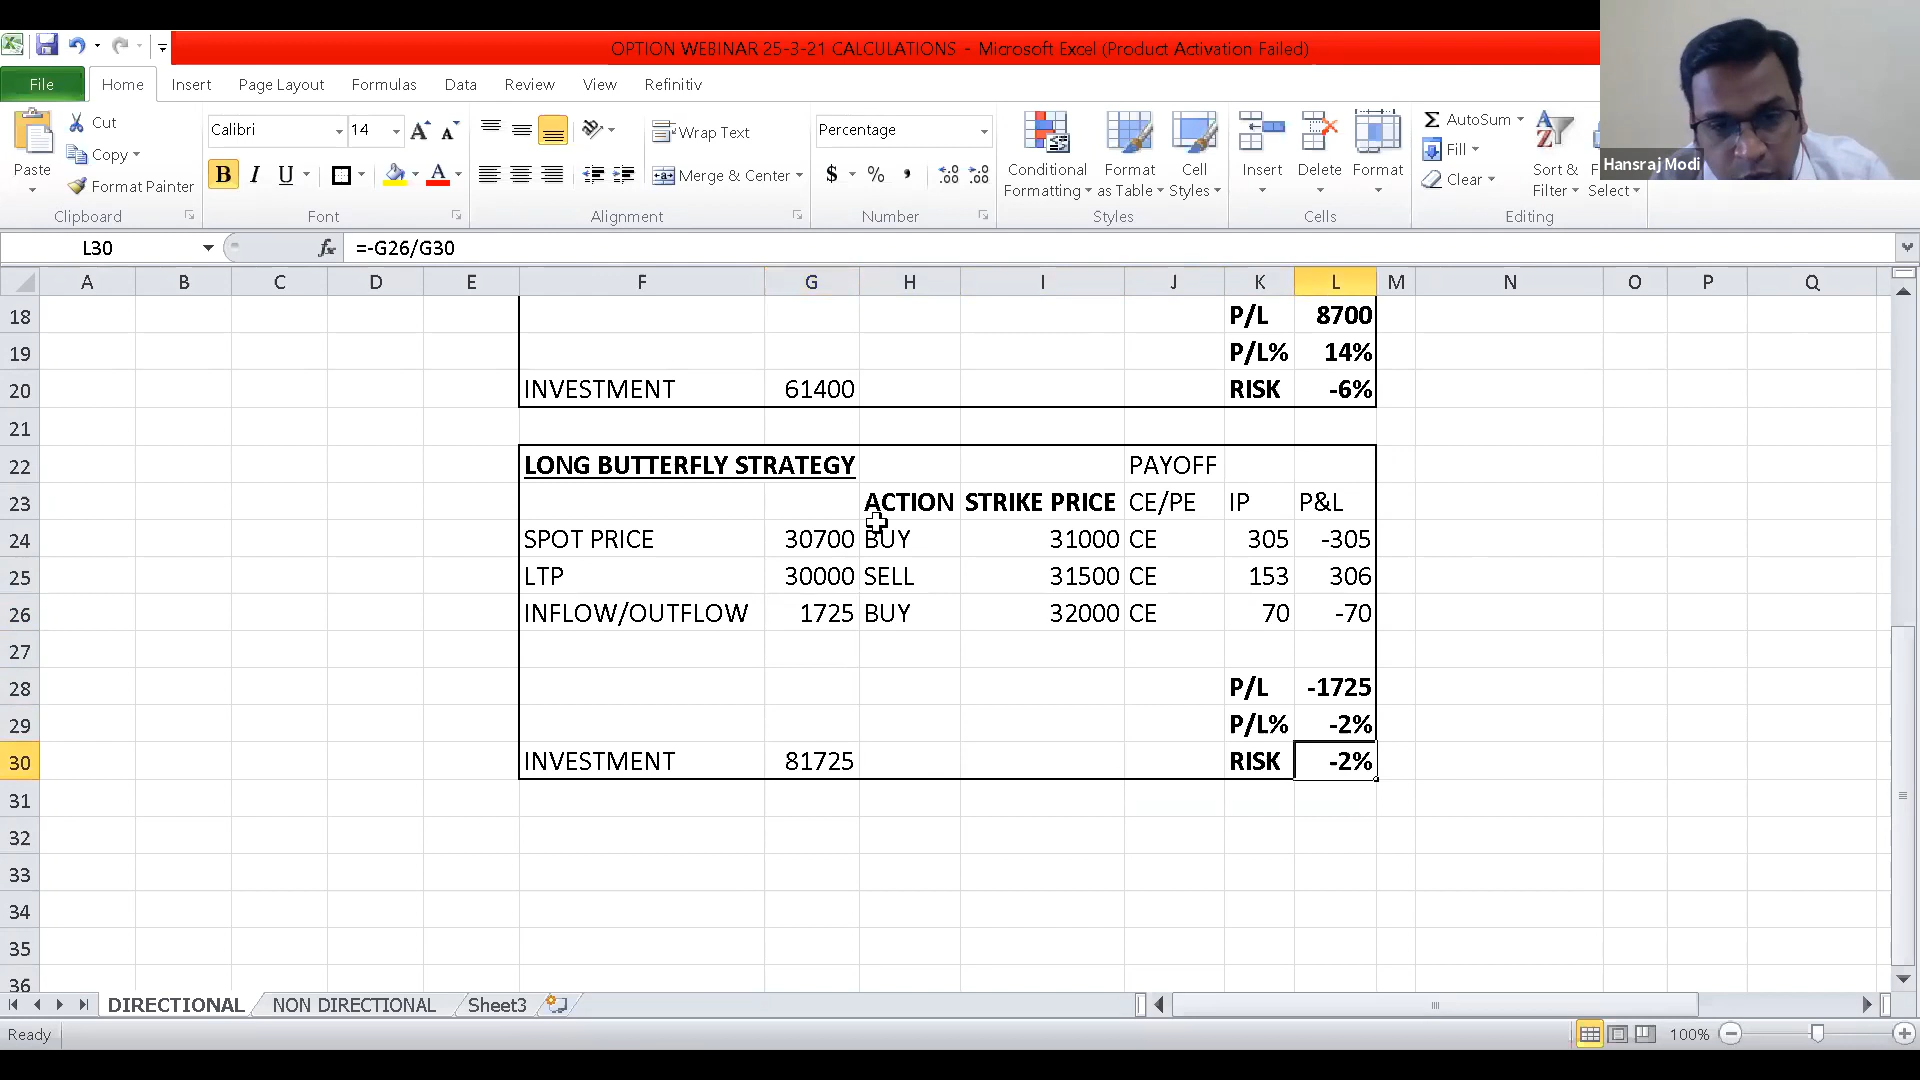 OPTION WEBINAR 25-3-21 CALCULATIONS - Microsoft Excel (Product Activation Failed)
File Home Insert Page Layout Formulas Data Review View Refinitiv
Cut
Copy
Format Painter
Paste
Clipboard
Calibri 14
B I U
Font
Wrap Text
Merge & Center
Alignment
Percentage
$ % ,
Number
Conditional Formatting
Format as Table
Cell Styles
Styles
Insert Delete Format
Cells
Σ AutoSum
Fill
Clear
Sort & Filter
Select
Editing
Hansraj Modi
L30 fx =-G26/G30
A B C D E F G H I J K L M N O P Q
18 P/L 8700
19 P/L% 14%
20 INVESTMENT 61400 RISK -6%
21
22 LONG BUTTERFLY STRATEGY PAYOFF
23 ACTION STRIKE PRICE CE/PE IP P&L
24 SPOT PRICE 30700 BUY 31000 CE 305 -305
25 LTP 30000 SELL 31500 CE 153 306
26 INFLOW/OUTFLOW 1725 BUY 32000 CE 70 -70
27
28 P/L -1725
29 P/L% -2%
30 INVESTMENT 81725 RISK -2%
31
32
33
34
35
36
DIRECTIONAL NON DIRECTIONAL Sheet3
Ready 100%